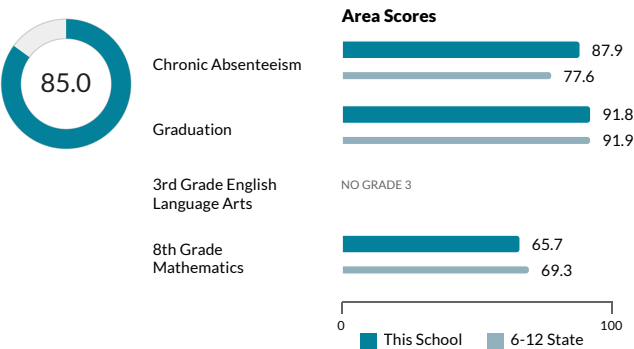 Area Scores
85.0
Chronic Absenteeism
87.9
77.6
Graduation
91.8
91.9
3rd Grade English
Language Arts
NO GRADE 3
8th Grade
Mathematics
65.7
69.3
0
100
This School
6-12 State